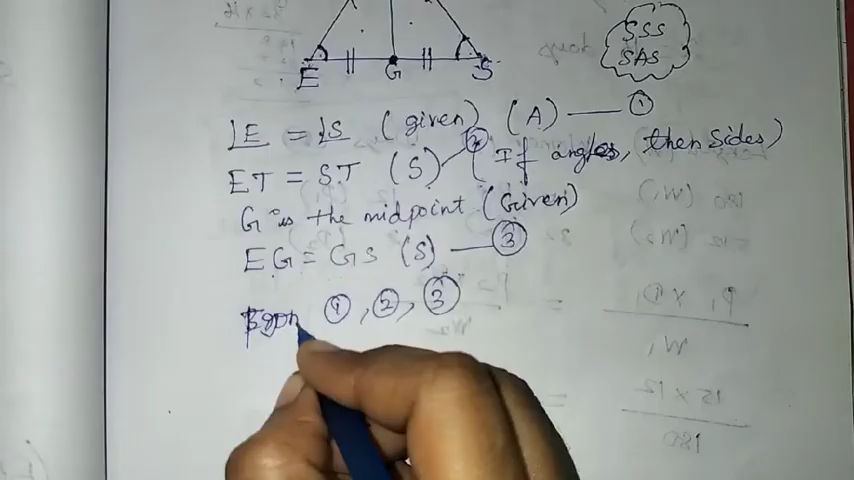 SSS
SAS
E G S
∠E = ∠S (given) (A) —— ①
ET = ST (S) — ② (If angles, then sides)
G is the midpoint (Given)
EG = GS (S) —— ③
From ①, ②, ③